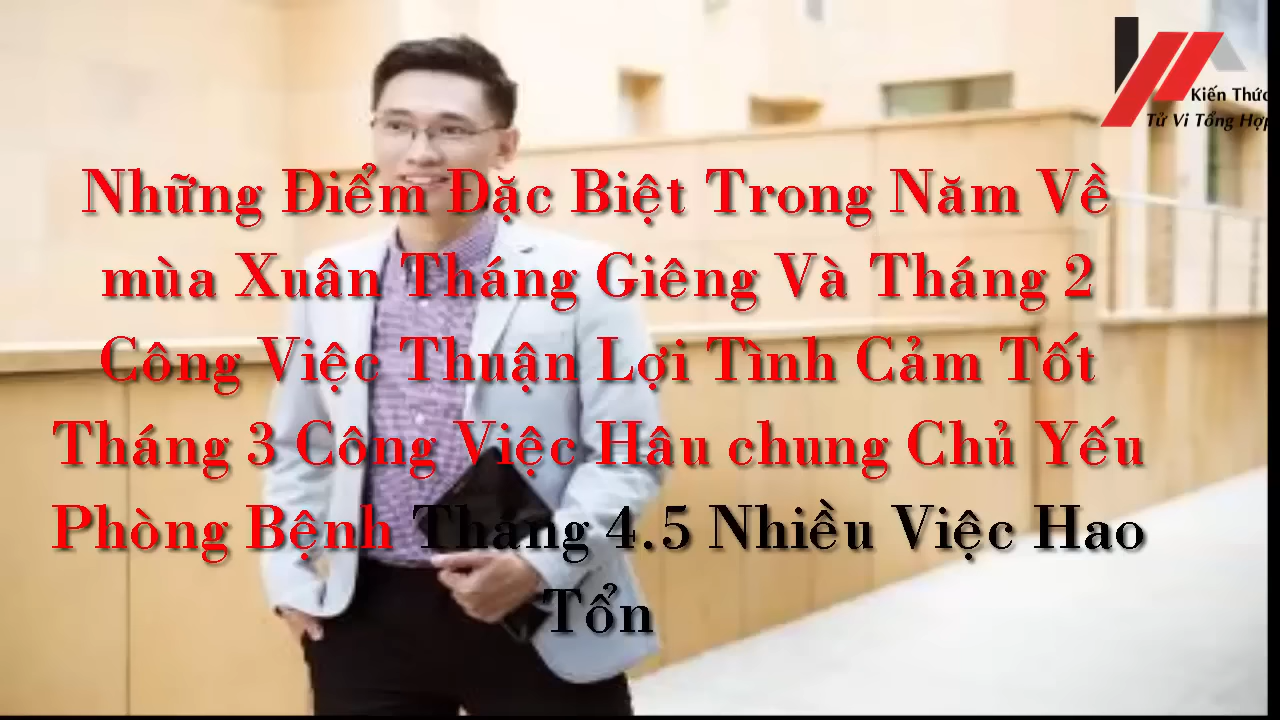 Kiến Thức
Tử Vi Tổng Hợp
Những Điểm Đặc Biệt Trong Năm Về
mùa Xuân Tháng Giêng Và Tháng 2
Công Việc Thuận Lợi Tình Cảm Tốt
Tháng 3 Công Việc Hâu chung Chủ Yếu
Phòng Bệnh Tháng 4.5 Nhiều Việc Hao
Tổn